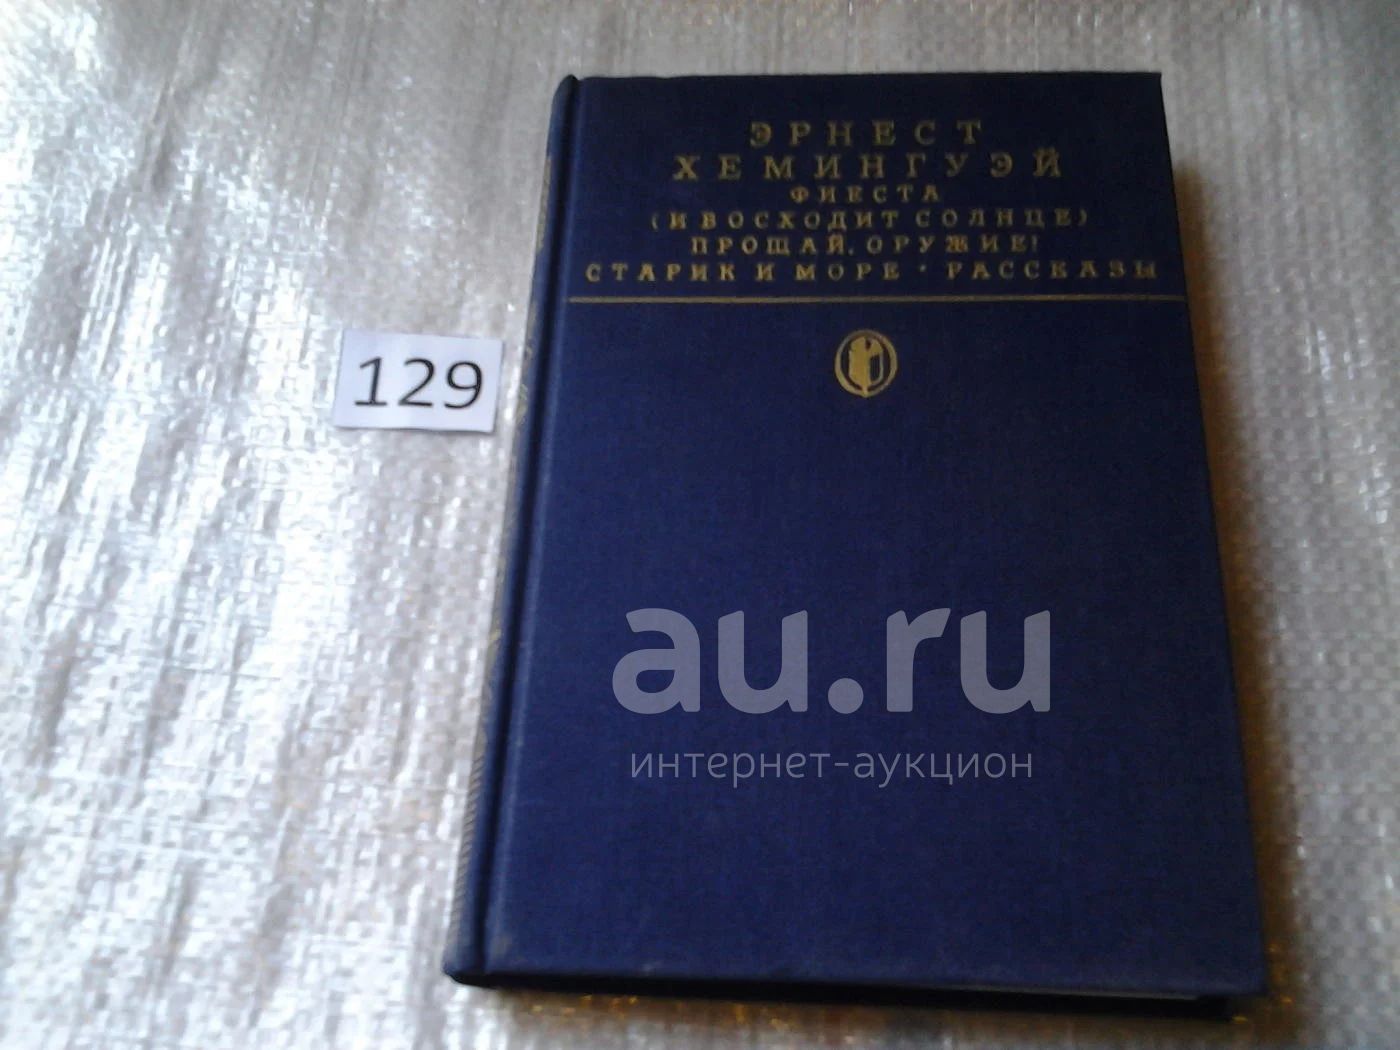 ЭРНЕСТ
ХЕМИНГУЭЙ
ФИЕСТА
(И ВОСХОДИТ СОЛНЦЕ)
ПРОЩАЙ, ОРУЖИЕ!
СТАРИК И МОРЕ · РАССКАЗЫ
129
au.ru
интернет-аукцион